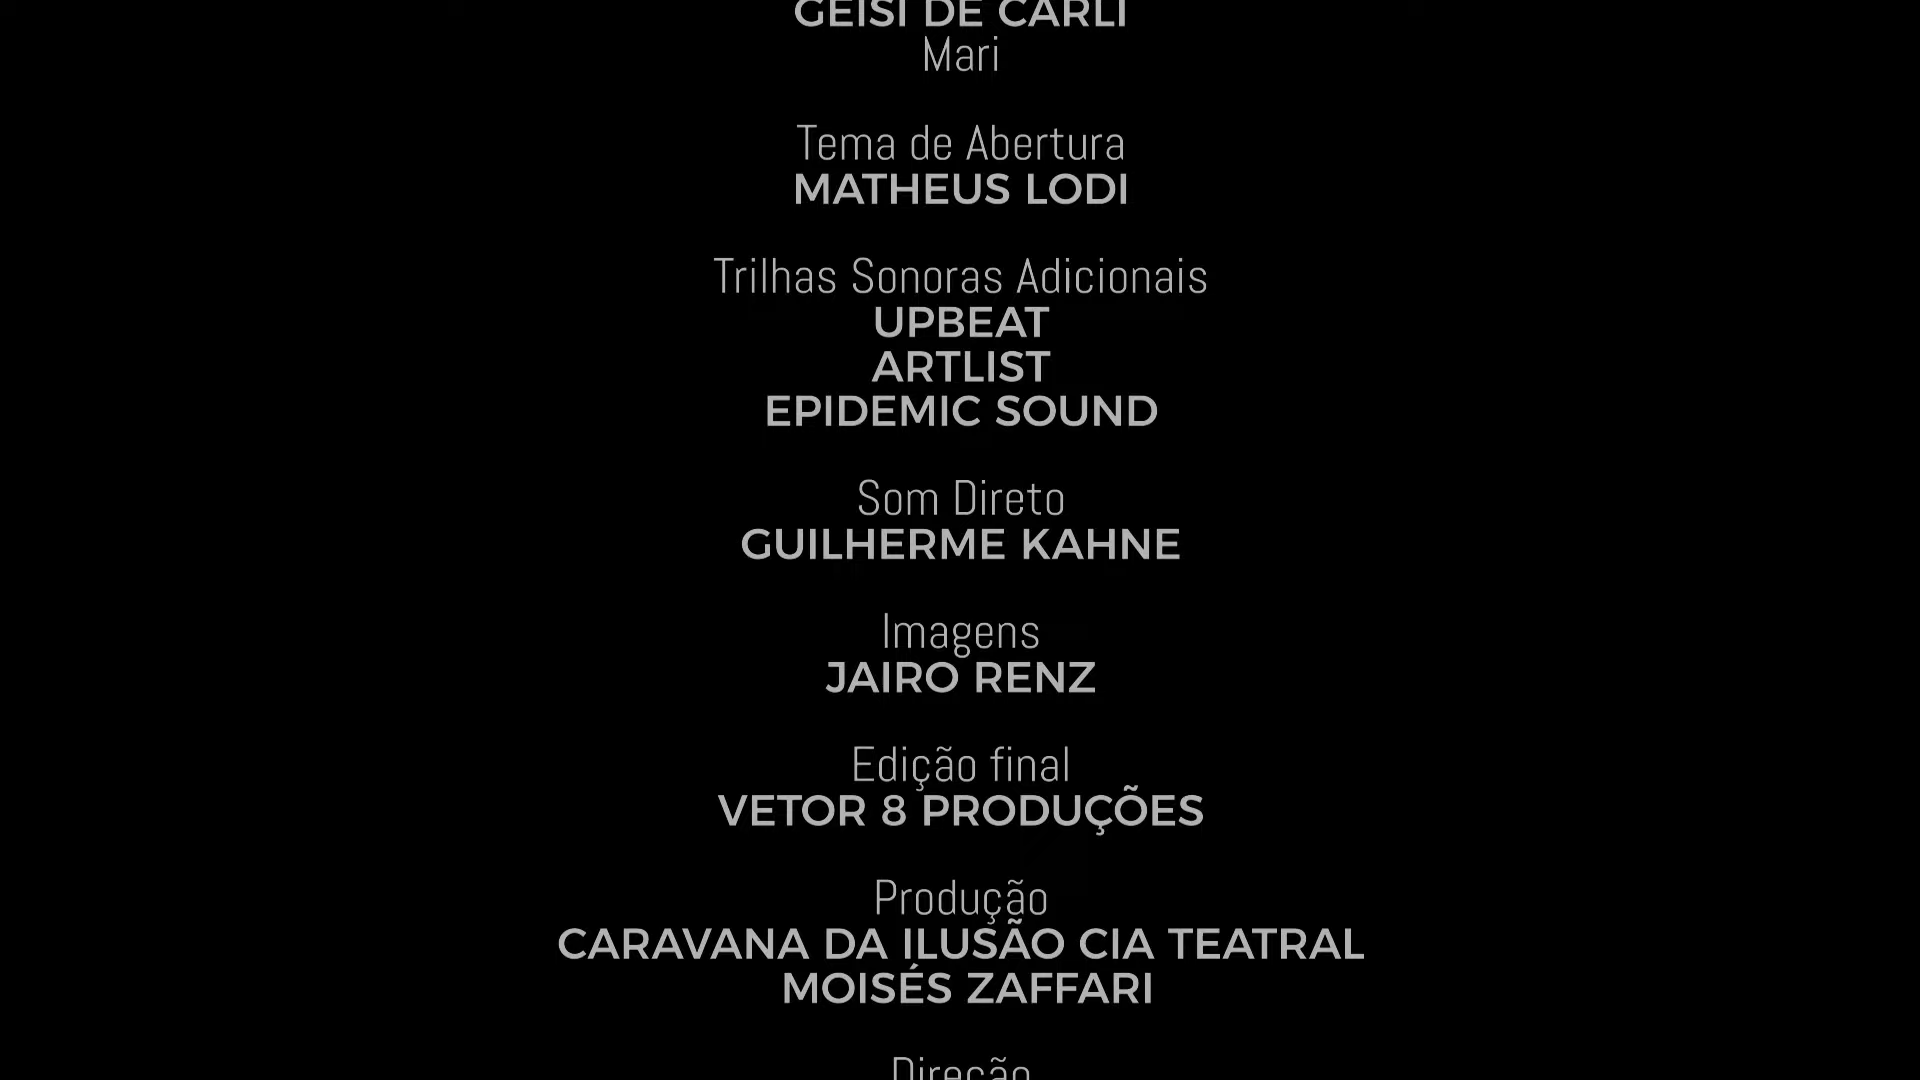 GEISI DE CARLI
Mari
Tema de Abertura
MATHEUS LODI
Trilhas Sonoras Adicionais
UPBEAT
ARTLIST
EPIDEMIC SOUND
Som Direto
GUILHERME KAHNE
Imagens
JAIRO RENZ
Edição final
VETOR 8 PRODUÇÕES
Produção
CARAVANA DA ILUSÃO CIA TEATRAL
MOISÉS ZAFFARI
Direção